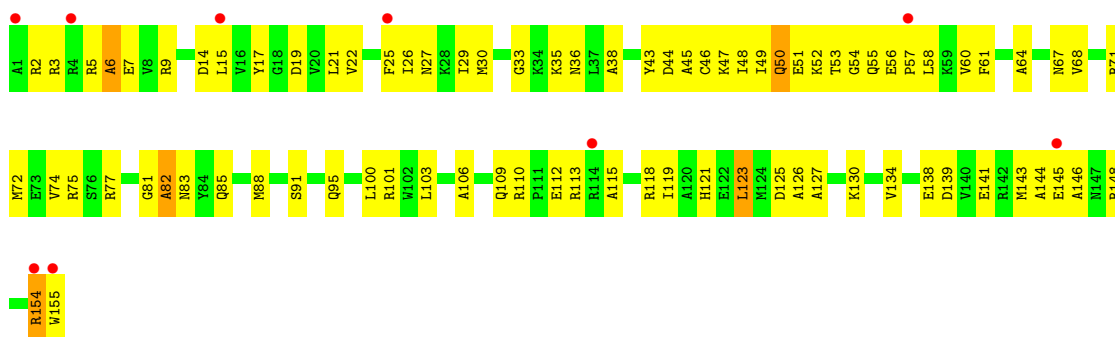 A1 R2 R3 R4 R5 A6 E7 V8 R9 D14 L15 V16 Y17 G18 D19 V20 L21 V22 F25 I26 N27 K28 I29 M30 G33 K34 K35 N36 L37 A38 Y43 D44 A45 C46 K47 I48 I49 Q50 E51 K52 T53 G54 Q55 E56 P57 L58 K59 V60 F61 A64 N67 V68
M72 E73 V74 R75 S76 R77 G81 A82 N83 Y84 Q85 M88 S91 Q95 L100 R101 W102 L103 A106 Q109 R110 P111 E112 R113 R114 A115 R118 I119 A120 H121 E122 L123 M124 D125 A126 A127 K130 V134 E138 D139 V140 E141 R142 M143 A144 E145 A146 N147
R154 W155